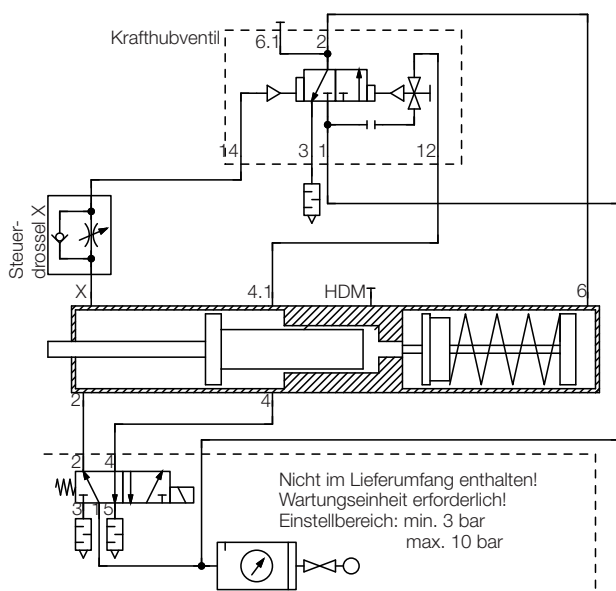 Krafthubventil
6.1
2
14
3
1
12
Steuer-
drossel X
X
4.1
HDM
6
2
4
2
4
3
1
5
Nicht im Lieferumfang enthalten!
Wartungseinheit erforderlich!
Einstellbereich: min. 3 bar
max. 10 bar